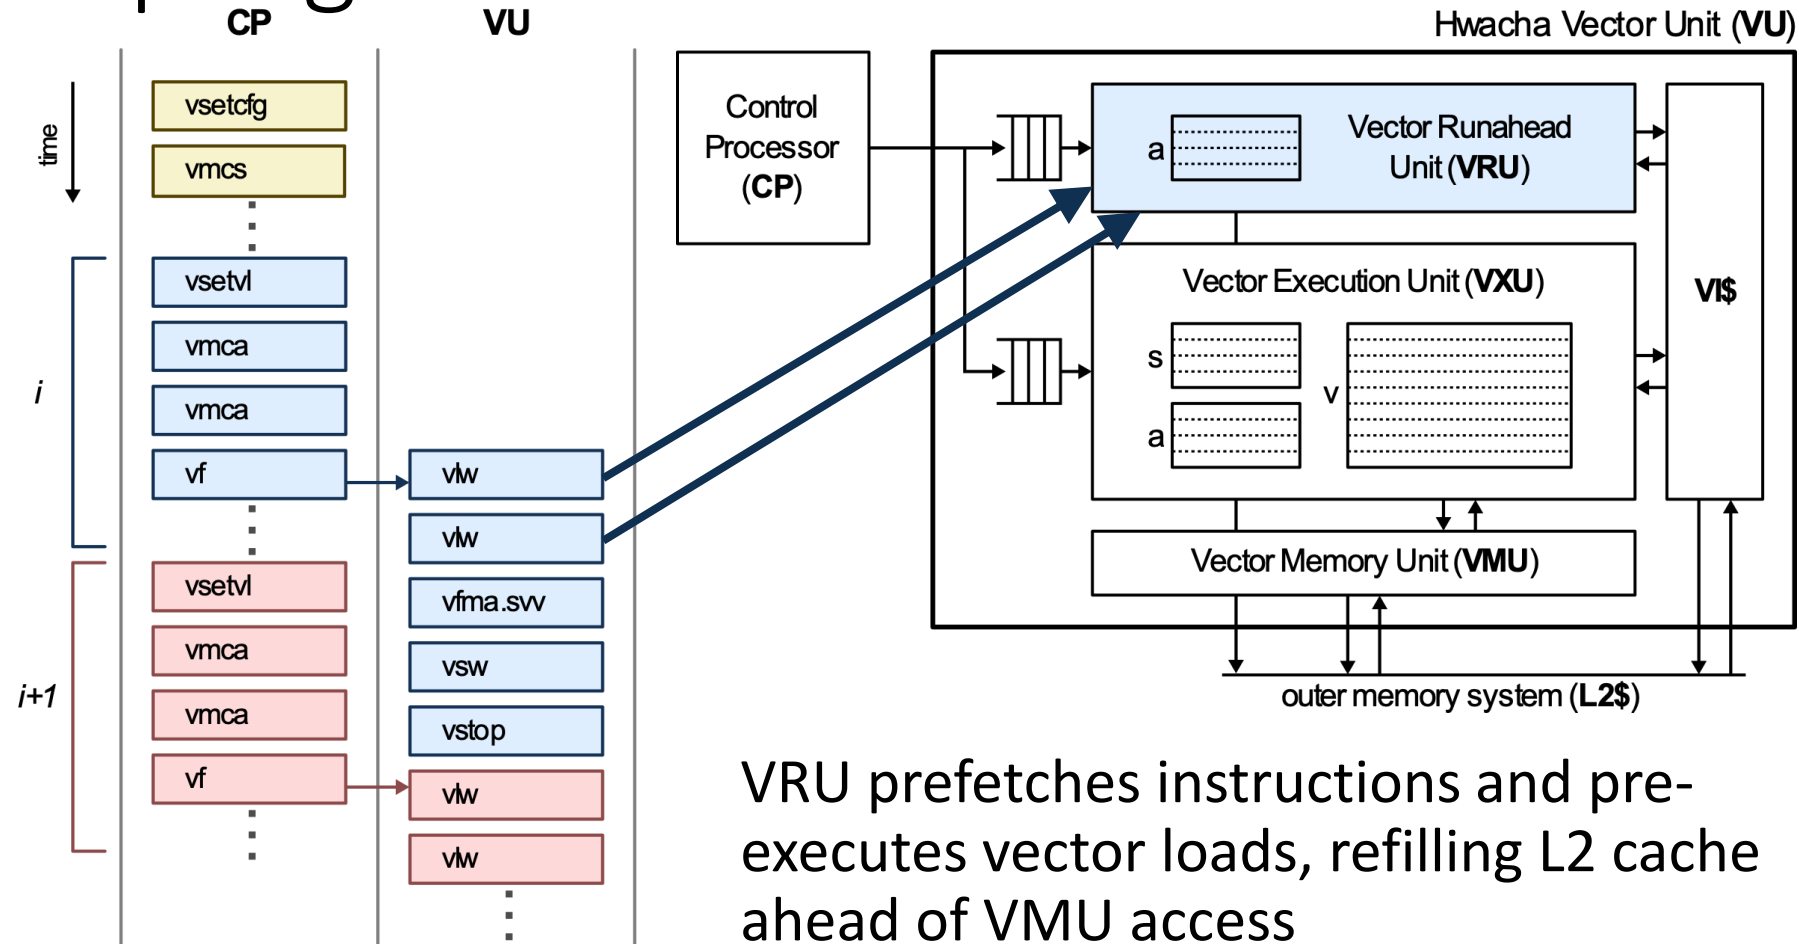 CP
VU
Hwacha Vector Unit (VU)
time
vsetcfg
vmcs
i
vsetvl
vmca
vmca
vf
i+1
vsetvl
vmca
vmca
vf
vlw
vlw
vfma.svv
vsw
vstop
vlw
vlw
Control
Processor
(CP)
a
Vector Runahead
Unit (VRU)
Vector Execution Unit (VXU)
s
a
v
VI$
Vector Memory Unit (VMU)
outer memory system (L2$)
VRU prefetches instructions and pre-
executes vector loads, refilling L2 cache
ahead of VMU access